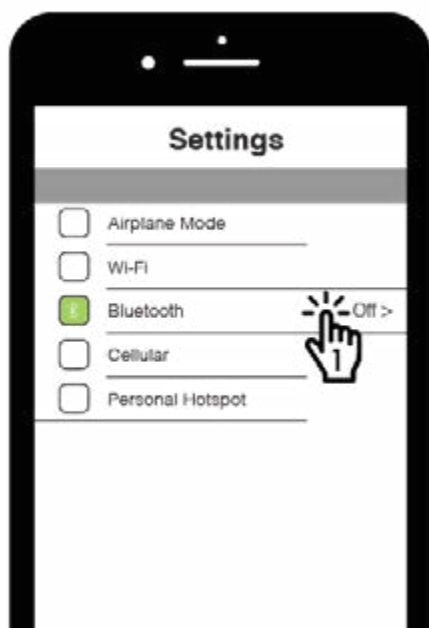 Settings
Airplane Mode
Wi-Fi
Bluetooth Off >
1
Cellular
Personal Hotspot